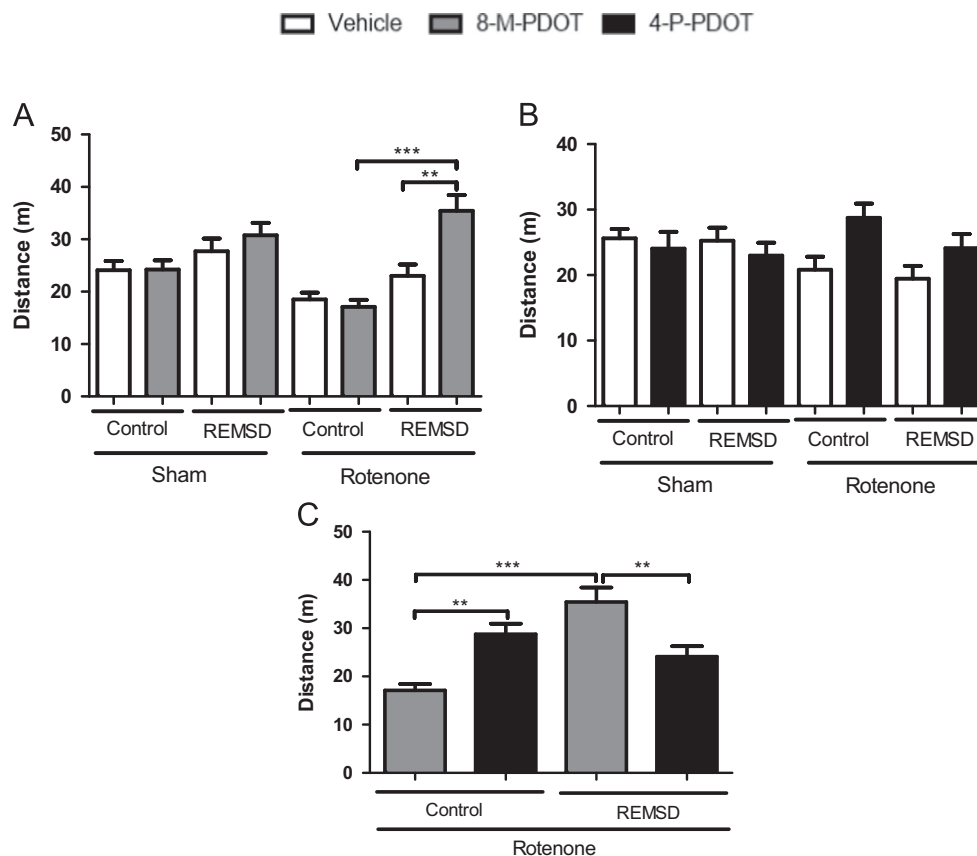 Vehicle 8-M-PDOT 4-P-PDOT
A
Distance (m)
50
40
30
20
10
0
***
**
Control REMSD Control REMSD
Sham Rotenone
B
Distance (m)
40
30
20
10
0
Control REMSD Control REMSD
Sham Rotenone
C
Distance (m)
50
40
30
20
10
0
*** **
**
Control REMSD
Rotenone